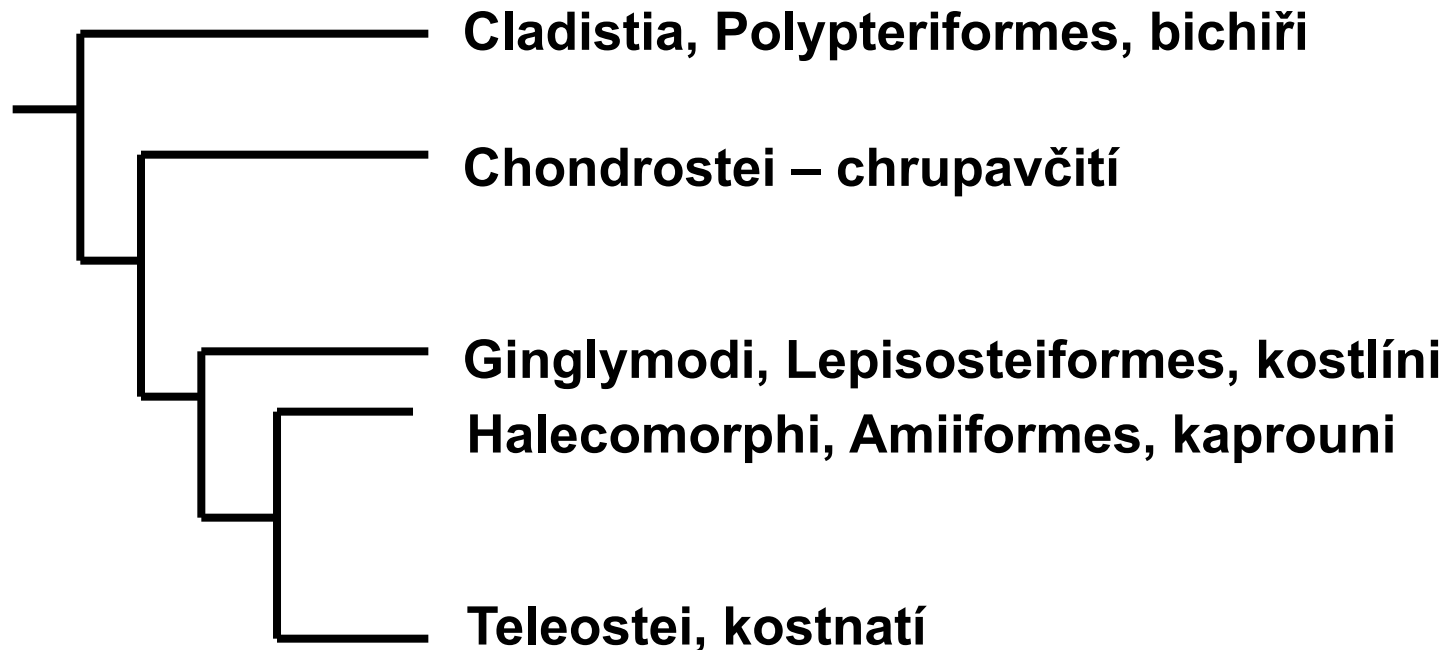 Cladistia, Polypteriformes, bichiři
Chondrostei – chrupavčití
Ginglymodi, Lepisosteiformes, kostlíni
Halecomorphi, Amiiformes, kaprouni
Teleostei, kostnatí